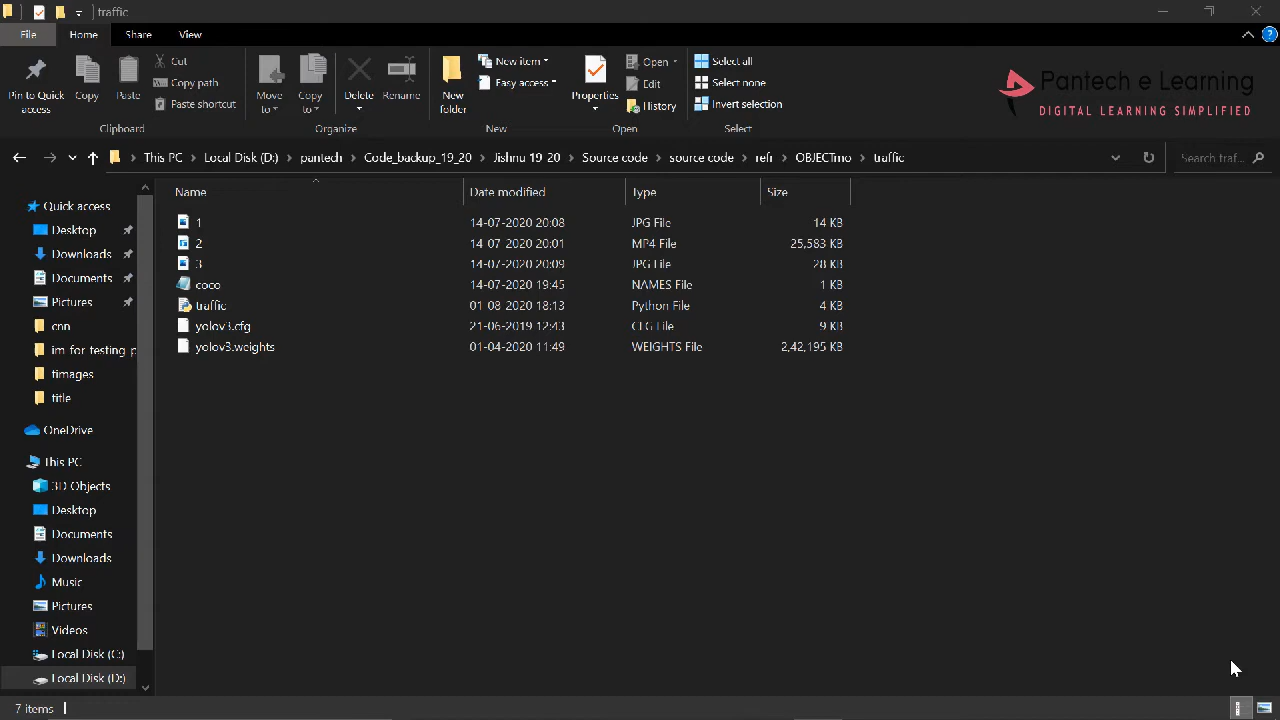 traffic
File Home Share View
Pin to Quick access
Copy
Paste
Cut
Copy path
Paste shortcut
Clipboard
Move to
Copy to
Delete
Rename
Organize
New folder
New item
Easy access
New
Properties
Open
Edit
History
Open
Select all
Select none
Invert selection
Select
Pantech e Learning
DIGITAL LEARNING SIMPLIFIED
This PC > Local Disk (D:) > pantech > Code_backup_19_20 > Jishnu 19-20 > Source code > source code > refi > OBJECTmo > traffic
Search traf...
Name Date modified Type Size
1 14-07-2020 20:08 JPG File 14 KB
2 14-07-2020 20:01 MP4 File 25,583 KB
3 14-07-2020 20:09 JPG File 28 KB
coco 14-07-2020 19:45 NAMES File 1 KB
traffic 01-08-2020 18:13 Python File 4 KB
yolov3.cfg 21-06-2019 12:43 CFG File 9 KB
yolov3.weights 01-04-2020 11:49 WEIGHTS File 2,42,195 KB
Quick access
Desktop
Downloads
Documents
Pictures
cnn
im-for-testing-p
timages
title
OneDrive
This PC
3D Objects
Desktop
Documents
Downloads
Music
Pictures
Videos
Local Disk (C:)
Local Disk (D:)
7 items